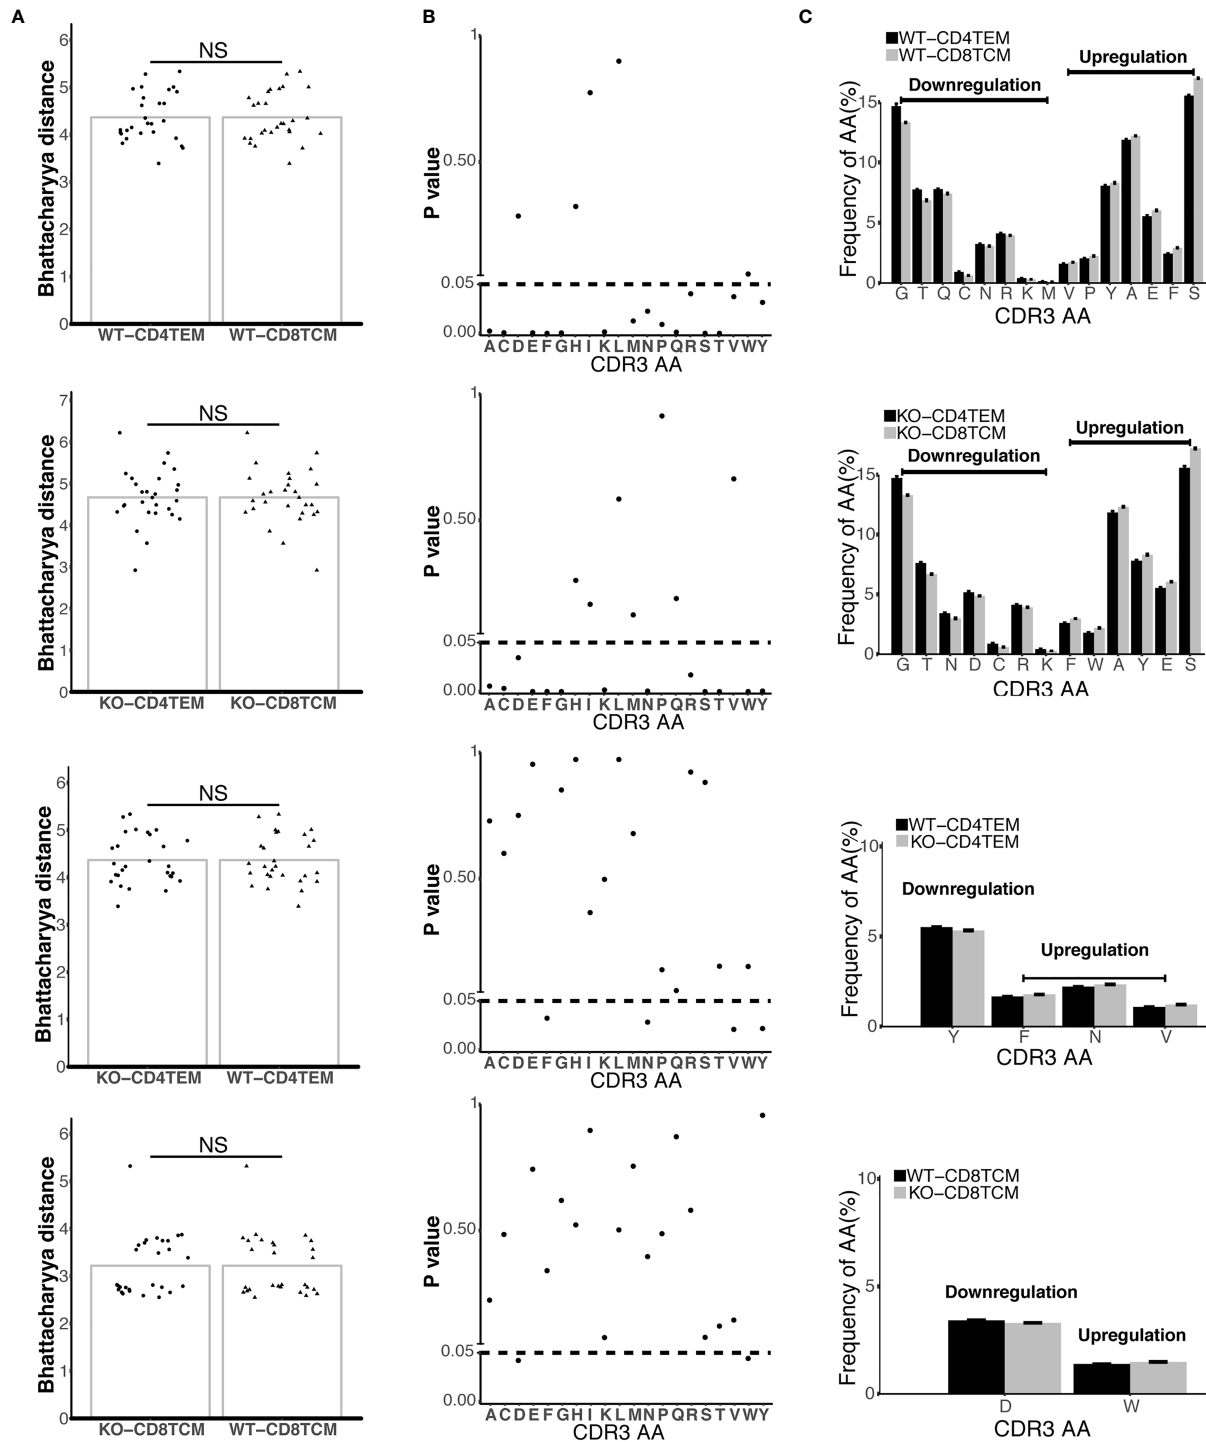 A
B
C
Bhattacharyya distance
6
5
4
3
2
1
0
NS
WT–CD4TEM WT–CD8TCM
P value
1
0.50
0.05
0.00
A C D E F G H I K L M N P Q R S T V W Y
CDR3 AA
WT–CD4TEM
WT–CD8TCM
Upregulation
Downregulation
Frequency of AA(%)
15
10
5
0
G T Q C N R K M V P Y A E F S
CDR3 AA
Bhattacharyya distance
7
6
5
4
3
2
1
0
NS
KO–CD4TEM KO–CD8TCM
P value
1
0.50
0.05
0.00
A C D E F G H I K L M N P Q R S T V W Y
CDR3 AA
KO–CD4TEM
KO–CD8TCM
Upregulation
Downregulation
Frequency of AA(%)
15
10
5
0
G T N D C R K F W A Y E S
CDR3 AA
Bhattacharyya distance
6
5
4
3
2
1
0
NS
KO–CD4TEM WT–CD4TEM
P value
1
0.50
0.05
0.00
A C D E F G H I K L M N P Q R S T V W Y
CDR3 AA
WT–CD4TEM
KO–CD4TEM
Downregulation
Upregulation
Frequency of AA(%)
10
5
0
Y F N V
CDR3 AA
Bhattacharyya distance
6
5
4
3
2
1
0
NS
KO–CD8TCM WT–CD8TCM
P value
1
0.50
0.05
0.00
A C D E F G H I K L M N P Q R S T V W Y
CDR3 AA
WT–CD8TCM
KO–CD8TCM
Downregulation
Upregulation
Frequency of AA(%)
10
5
0
D W
CDR3 AA